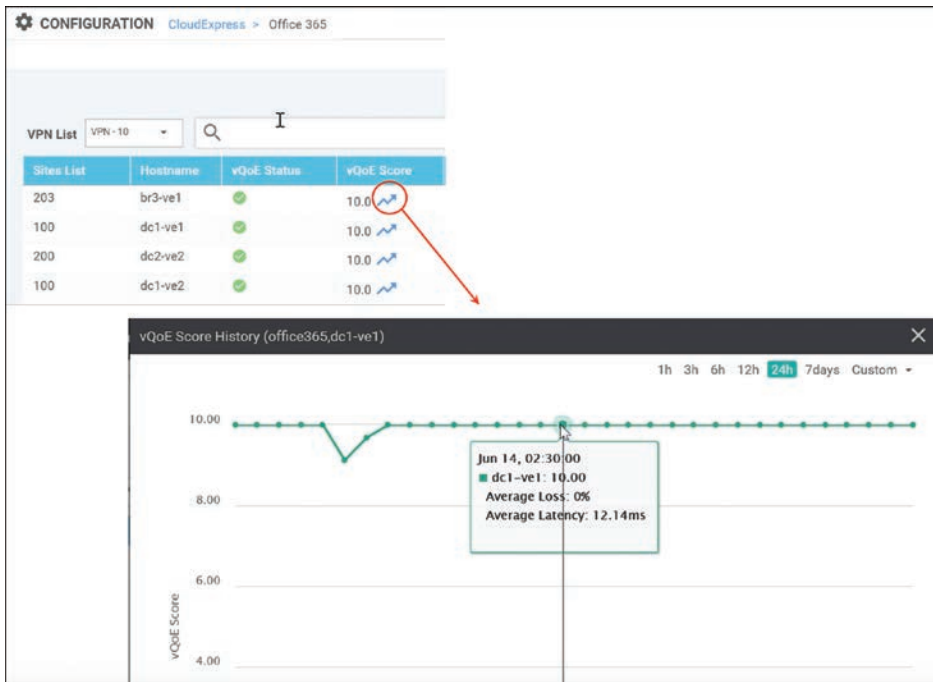 CONFIGURATION CloudExpress > Office 365
VPN List VPN - 10
Sites List Hostname vQoE Status vQoE Score
203 br3-ve1 10.0
100 dc1-ve1 10.0
200 dc2-ve2 10.0
100 dc1-ve2 10.0
vQoE Score History (office365,dc1-ve1)
1h 3h 6h 12h 24h 7days Custom
10.00
Jun 14, 02:30:00
dc1-ve1: 10.00
Average Loss: 0%
Average Latency: 12.14ms
8.00
6.00
vQoE Score
4.00